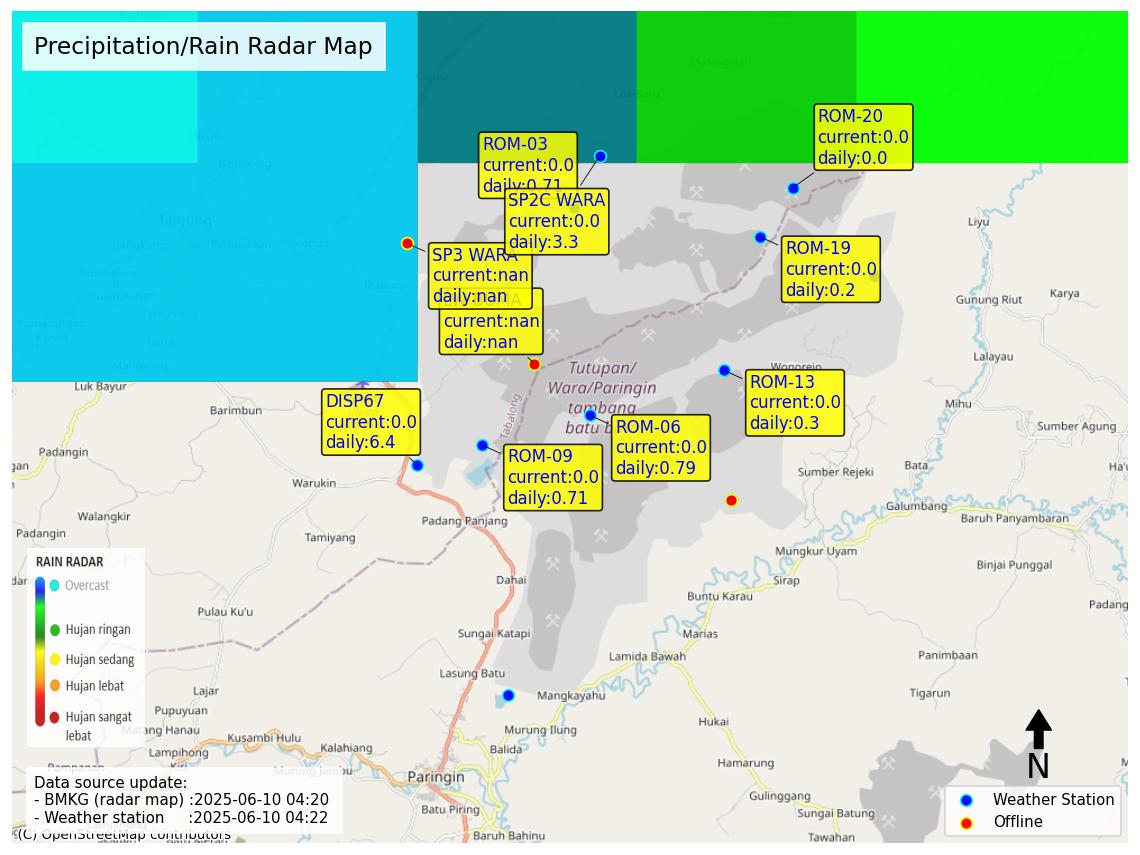 Precipitation/Rain Radar Map
ROM-20
current:0.0
daily:0.0
ROM-03
current:0.0
daily:0.71
SP2C WARA
current:0.0
daily:3.3
ROM-19
current:0.0
daily:0.2
SP3 WARA
current:nan
daily:nan
current:nan
daily:nan
Tanjung
Liyu
Gunung Riut
Karya
Lalayau
Wonorejo
Luk Bayur
Barimbun
Tutupan/
Wara/Paringin
tambang
batu
Tabalong
ROM-13
current:0.0
daily:0.3
DISP67
current:0.0
daily:6.4
ROM-06
current:0.0
daily:0.79
ROM-09
current:0.0
daily:0.71
Mihu
Sumber Agung
Padangin
Warukin
Bata
Sumber Rejeki
Galumbang
Baruh Panyambaran
Walangkir
Padangin
Tamiyang
Padang Panjang
Mungkur Uyam
Binjai Punggal
Sirap
Dahai
Buntu Karau
Pulau Ku'u
Sungai Katapi
Marias
Lamida Bawah
Panimbaan
Lasung Batu
Lajar
Mangkayahu
Tigarun
Pupuyuan
Matang Hanau
Murung Ilung
Hukai
Lampihong
Kusambi Hulu
Kalahiang
Balida
Hamarung
Murung Jambu
Paringin
Gulinggang
Batu Piring
Sungai Batung
Baruh Bahinu
Tawahan
RAIN RADAR
Overcast
Hujan ringan
Hujan sedang
Hujan lebat
Hujan sangat
lebat
Data source update:
- BMKG (radar map) :2025-06-10 04:20
- Weather station :2025-06-10 04:22
(C) OpenStreetMap contributors
N
Weather Station
Offline